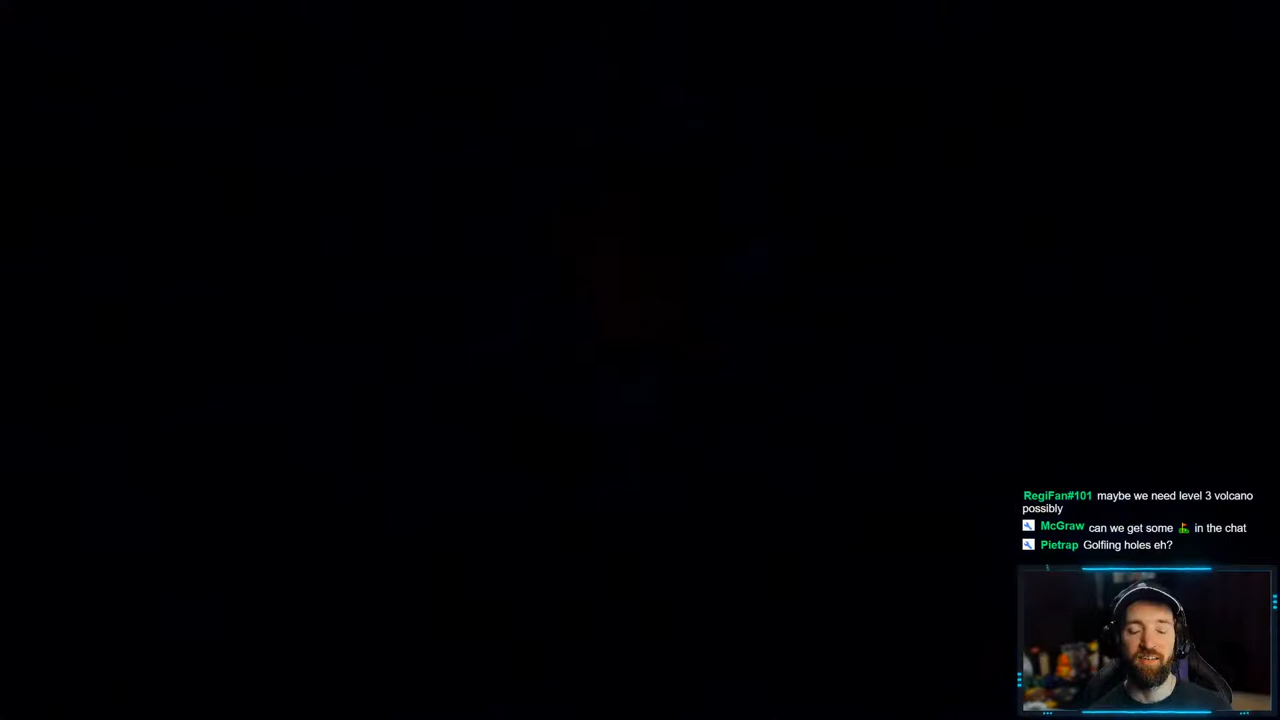 RegiFan#101 maybe we need level 3 volcano
possibly
McGraw can we get some ⛳ in the chat
Pietrap Golfiing holes eh?